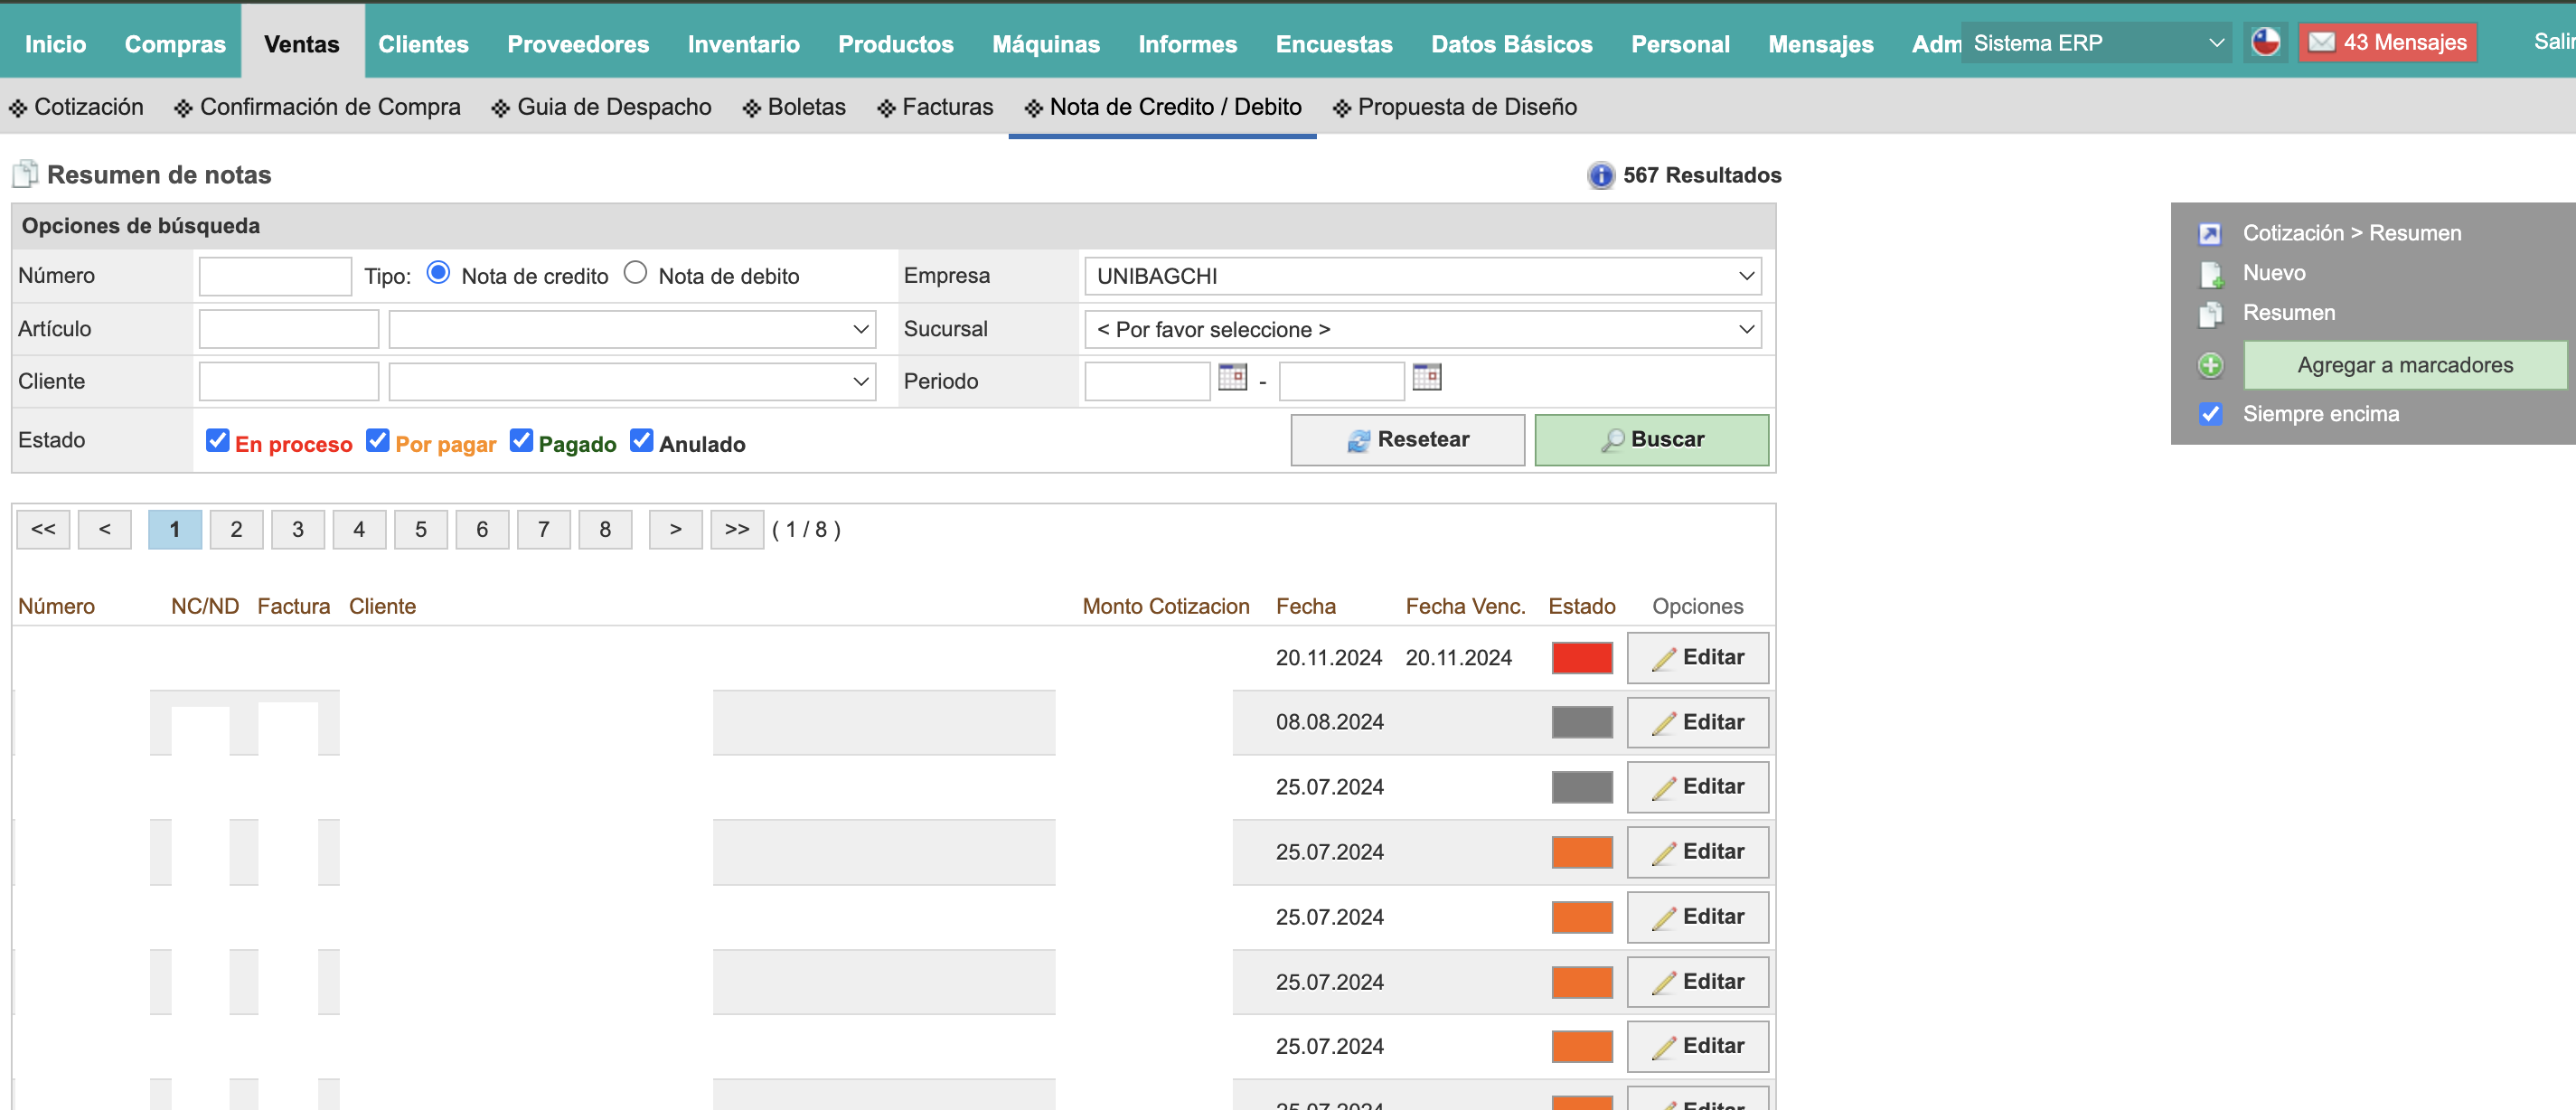 Inicio Compras Ventas Clientes Proveedores Inventario Productos Máquinas Informes Encuestas Datos Básicos Personal Mensajes Adm Sistema ERP 43 Mensajes Salir
Cotización Confirmación de Compra Guia de Despacho Boletas Facturas Nota de Credito / Debito Propuesta de Diseño
Resumen de notas 567 Resultados
Opciones de búsqueda
Número Tipo: Nota de credito Nota de debito Empresa UNIBAGCHI
Artículo Sucursal < Por favor seleccione >
Cliente Periodo -
Estado En proceso Por pagar Pagado Anulado Resetear Buscar
Cotización > Resumen
Nuevo
Resumen
Agregar a marcadores
Siempre encima
<< < 1 2 3 4 5 6 7 8 > >> ( 1 / 8 )
Número NC/ND Factura Cliente Monto Cotizacion Fecha Fecha Venc. Estado Opciones
20.11.2024 20.11.2024 Editar
08.08.2024 Editar
25.07.2024 Editar
25.07.2024 Editar
25.07.2024 Editar
25.07.2024 Editar
25.07.2024 Editar
25.07.2024 Editar